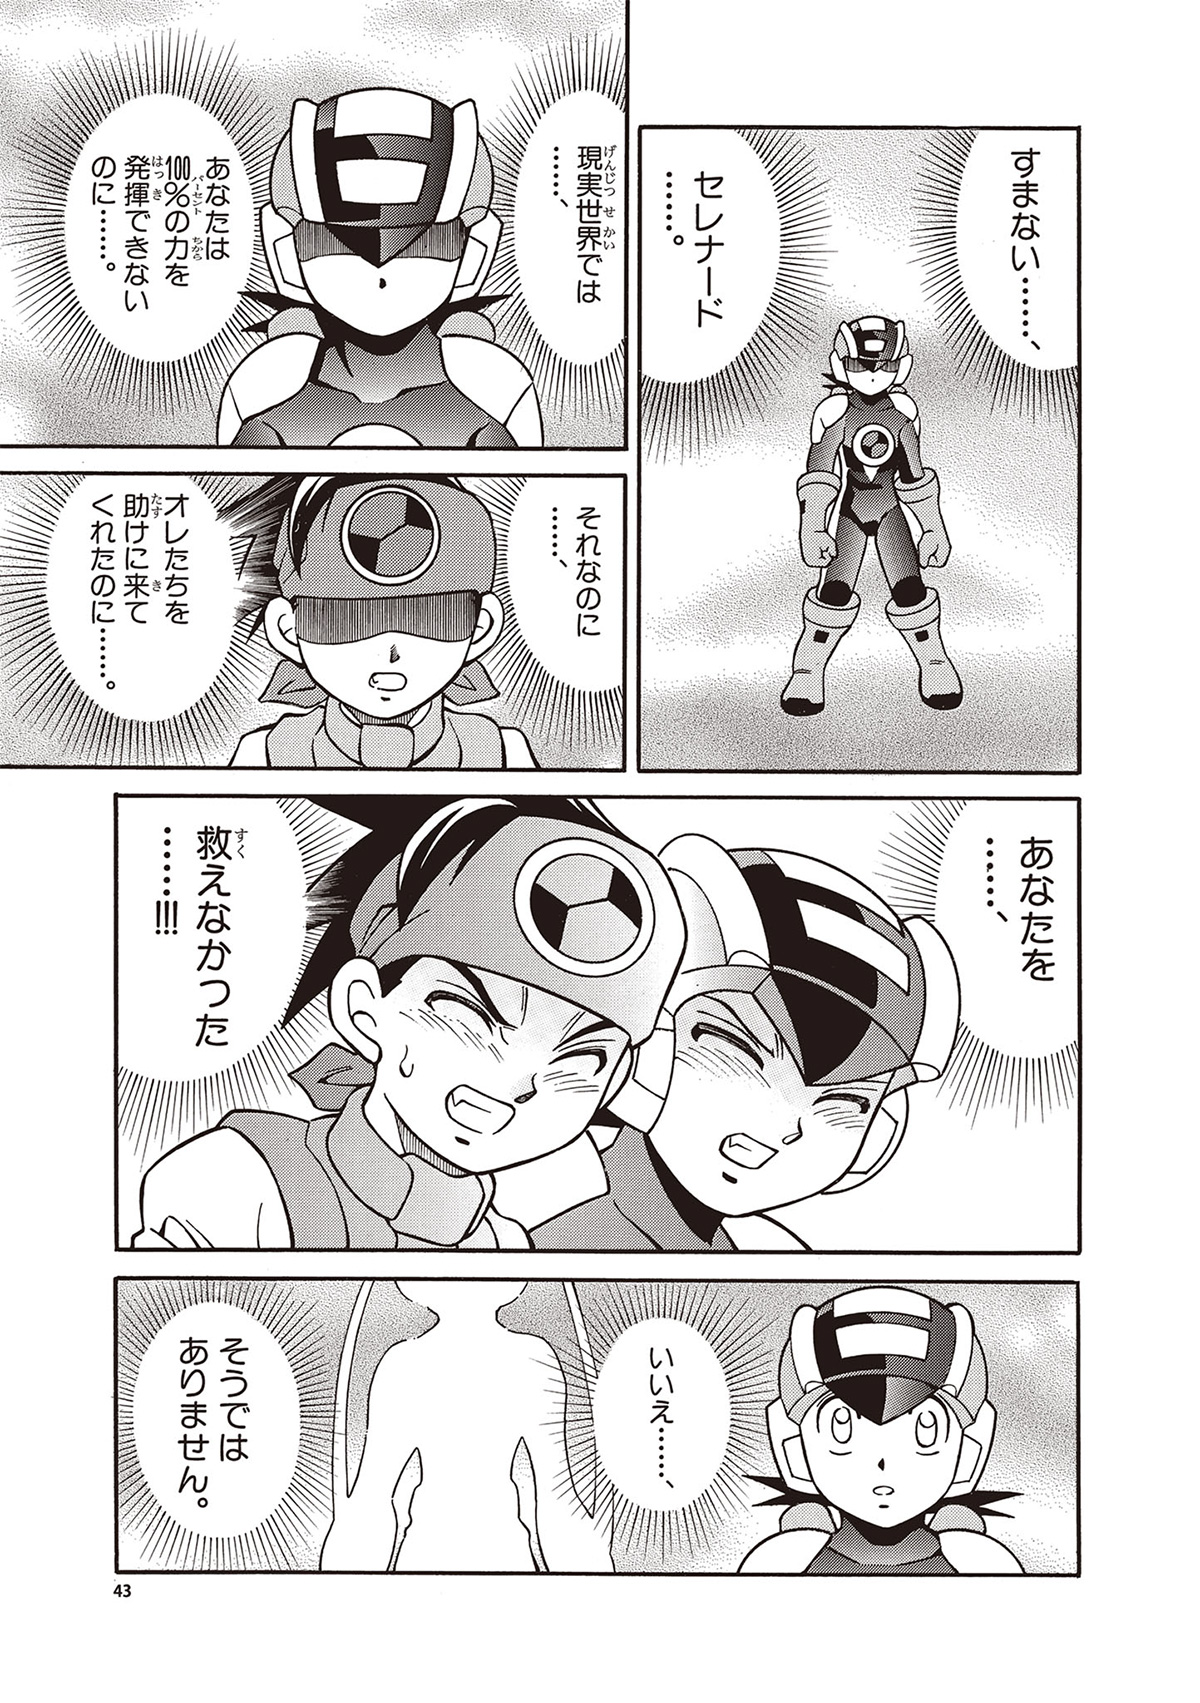 すまない……、
セレナード
……。
現実世界では
……、
あなたは
100%の力を
発揮できない
のに……。
それなのに
……、
オレたちを
助けに来て
くれたのに……。
あなたを
……、
救えなかった
……!!!
いいえ……、
そうでは
ありません。
43